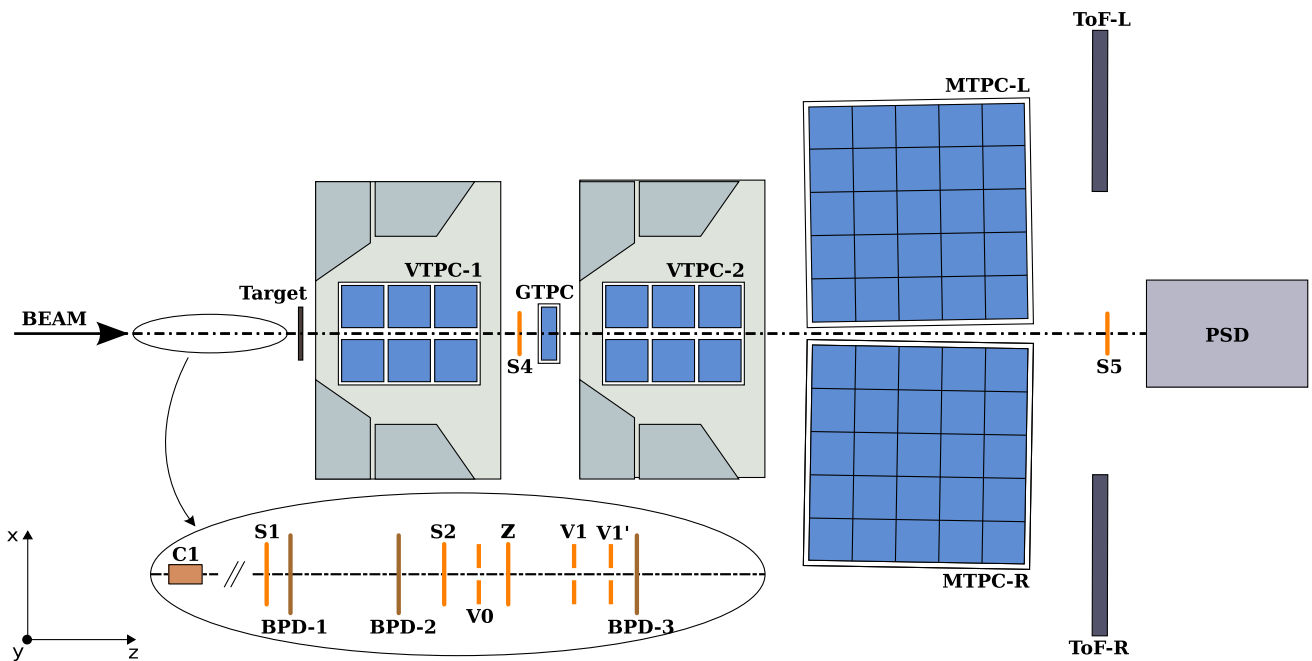 ToF-L
MTPC-L
VTPC-1
VTPC-2
Target
GTPC
BEAM
PSD
S4
S5
S1
S2
Z
V1
V1'
C1
V0
BPD-1
BPD-2
BPD-3
MTPC-R
ToF-R
x
y
z